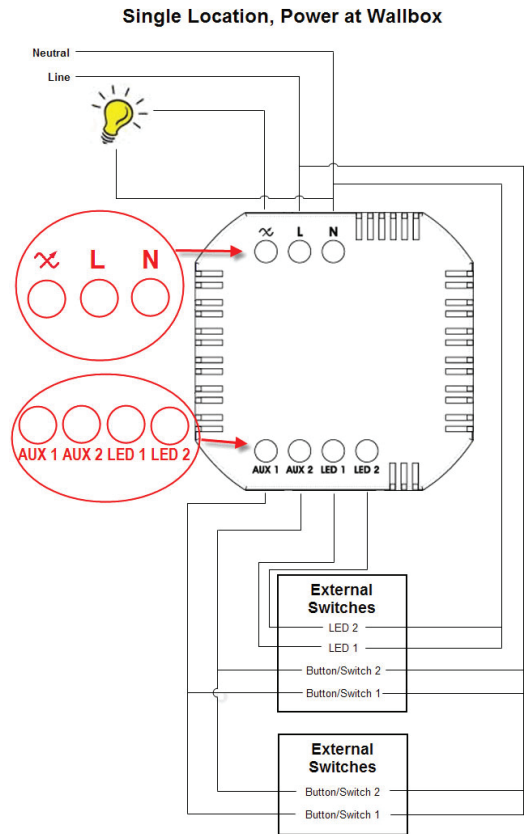 Single Location, Power at Wallbox
Neutral
Line
L N
L N
AUX 1 AUX 2 LED 1 LED 2
AUX 1 AUX 2 LED 1 LED 2
External
Switches
LED 2
LED 1
Button/Switch 2
Button/Switch 1
External
Switches
Button/Switch 2
Button/Switch 1